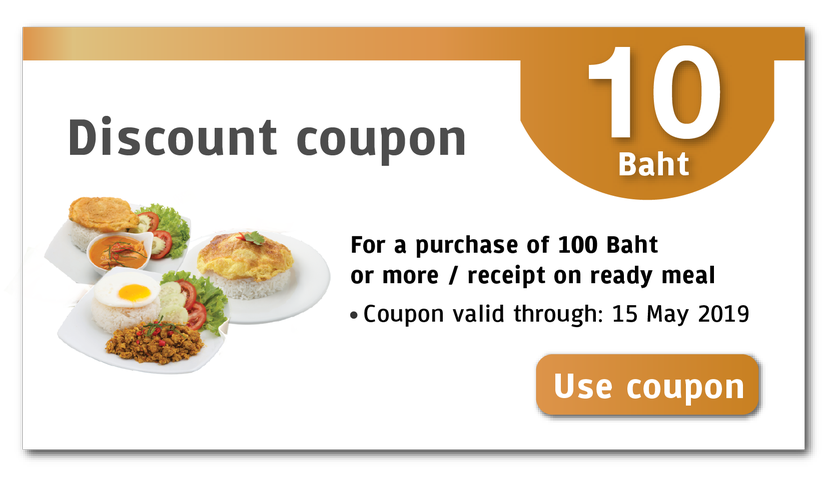 10
Baht
Discount coupon
For a purchase of 100 Baht
or more / receipt on ready meal
• Coupon valid through: 15 May 2019
Use coupon